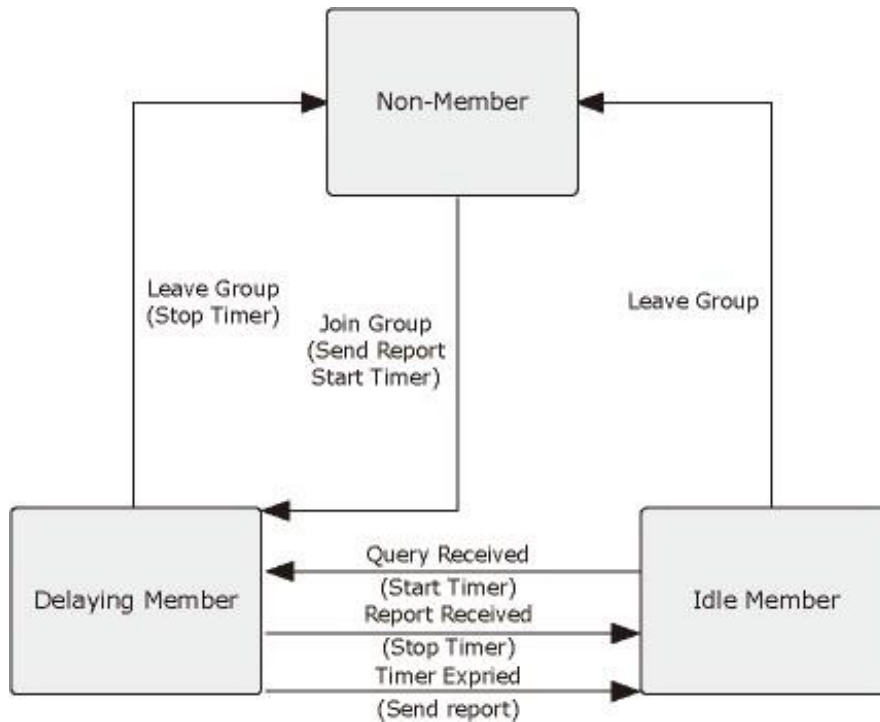 Non-Member
Leave Group
(Stop Timer)
Join Group
(Send Report
Start Timer)
Leave Group
Delaying Member
Query Received
(Start Timer)
Report Received
(Stop Timer)
Timer Expried
(Send report)
Idle Member